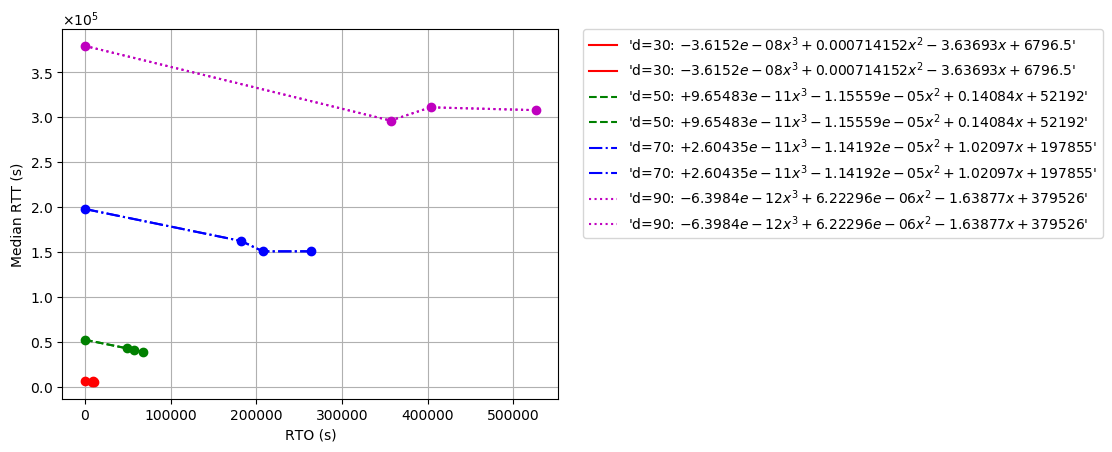 ×10⁵
3.5
3.0
2.5
2.0
1.5
1.0
0.5
0.0
Median RTT (s)
0 100000 200000 300000 400000 500000
RTO (s)
'd=30: −3.6152e − 08x³ + 0.000714152x² − 3.63693x + 6796.5'
'd=30: −3.6152e − 08x³ + 0.000714152x² − 3.63693x + 6796.5'
'd=50: +9.65483e − 11x³ − 1.15559e − 05x² + 0.14084x + 52192'
'd=50: +9.65483e − 11x³ − 1.15559e − 05x² + 0.14084x + 52192'
'd=70: +2.60435e − 11x³ − 1.14192e − 05x² + 1.02097x + 197855'
'd=70: +2.60435e − 11x³ − 1.14192e − 05x² + 1.02097x + 197855'
'd=90: −6.3984e − 12x³ + 6.22296e − 06x² − 1.63877x + 379526'
'd=90: −6.3984e − 12x³ + 6.22296e − 06x² − 1.63877x + 379526'